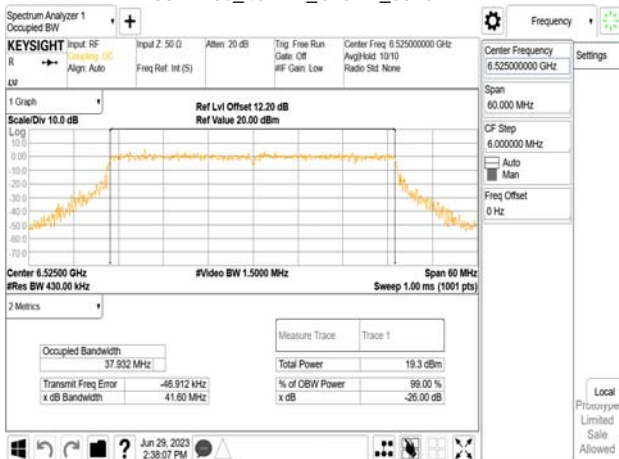 Spectrum Analyzer 1
Occupied BW
+
Frequency
KEYSIGHT
R
Input: RF
Coupling: DC
Align: Auto
Input Z: 50 Ω
Freq Ref: Int (S)
Atten: 20 dB
Trig: Free Run
Gate: Off
#IF Gain: Low
Center Freq: 6.525000000 GHz
Avg|Hold: 10/10
Radio Std: None
Center Frequency
6.525000000 GHz
Settings
Span
60.000 MHz
CF Step
6.000000 MHz
Auto
Man
Freq Offset
0 Hz
1 Graph
Scale/Div 10.0 dB
Ref Lvl Offset 12.20 dB
Ref Value 20.00 dBm
Log
10.0
0.00
-10.0
-20.0
-30.0
-40.0
-50.0
-60.0
-70.0
Center 6.52500 GHz
#Res BW 430.00 kHz
#Video BW 1.5000 MHz
Span 60 MHz
Sweep 1.00 ms (1001 pts)
2 Metrics
Measure Trace
Trace 1
Occupied Bandwidth
37.932 MHz
Total Power
19.3 dBm
Transmit Freq Error
-46.912 kHz
% of OBW Power
99.00 %
x dB Bandwidth
41.60 MHz
x dB
-26.00 dB
Local
Prototype
Limited
Sale
Allowed
?
Jun 29, 2023
2:38:07 PM